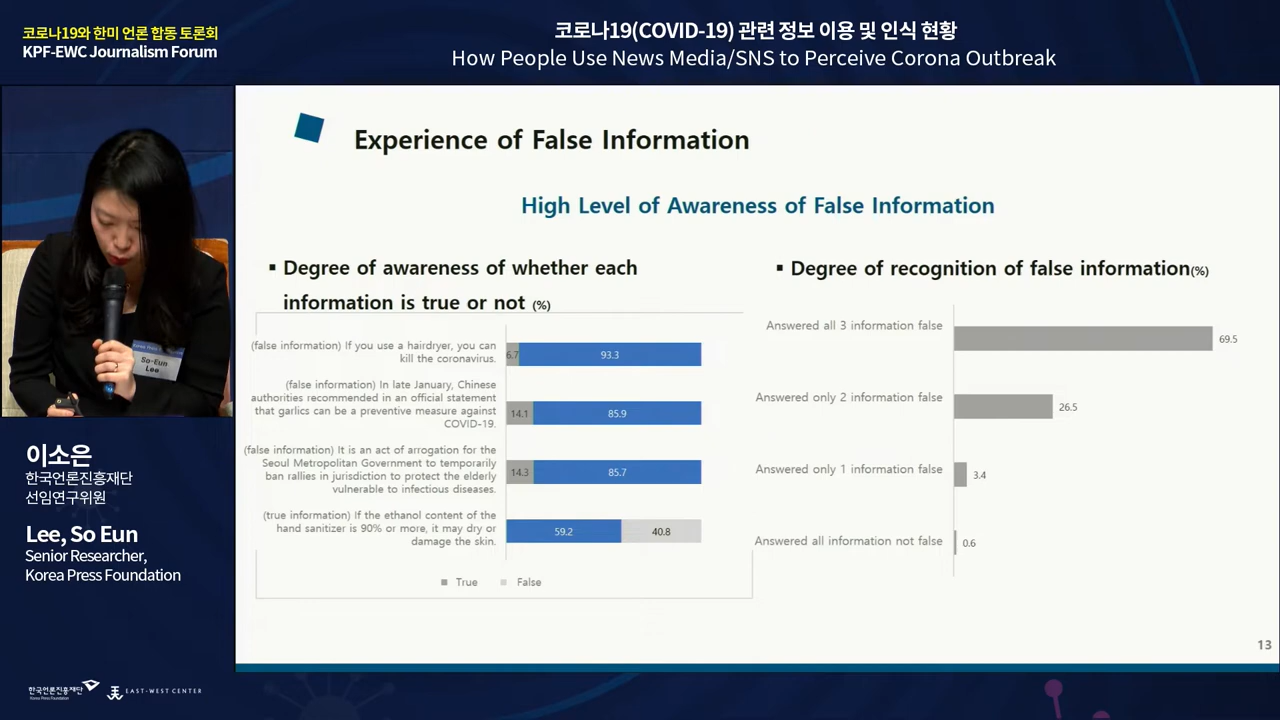 코로나19와 한미 언론 합동 토론회
KPF-EWC Journalism Forum
코로나19(COVID-19) 관련 정보 이용 및 인식 현황
How People Use News Media/SNS to Perceive Corona Outbreak
Experience of False Information
High Level of Awareness of False Information
▪ Degree of awareness of whether each
information is true or not (%)
(false information) If you use a hairdryer, you can
kill the coronavirus.
6.7
93.3
(false information) In late January, Chinese
authorities recommended in an official statement
that garlics can be a preventive measure against
COVID-19.
14.1
85.9
(false information) It is an act of arrogation for the
Seoul Metropolitan Government to temporarily
ban rallies in jurisdiction to protect the elderly
vulnerable to infectious diseases.
14.3
85.7
(true information) If the ethanol content of the
hand sanitizer is 90% or more, it may dry or
damage the skin.
59.2
40.8
True
False
▪ Degree of recognition of false information(%)
Answered all 3 information false
69.5
Answered only 2 information false
26.5
Answered only 1 information false
3.4
Answered all information not false
0.6
13
So-Eun
Lee
이소은
한국언론진흥재단
선임연구위원
Lee, So Eun
Senior Researcher,
Korea Press Foundation
한국언론진흥재단
Korea Press Foundation
EAST-WEST CENTER